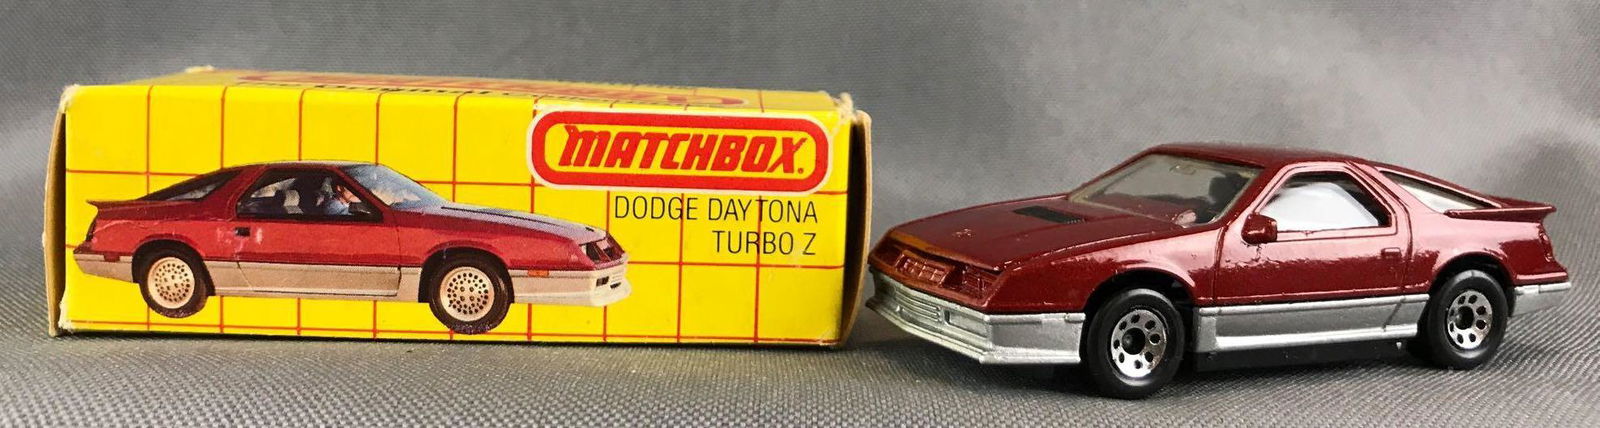 MATCHBOX
DODGE DAYTONA
TURBO Z